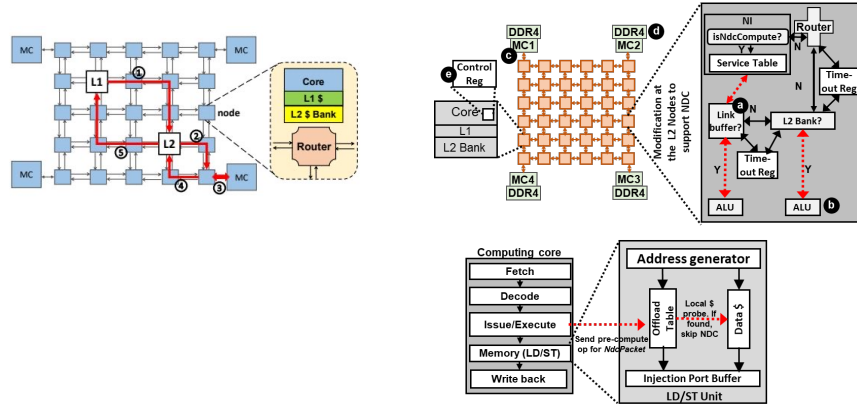 MC
MC
L1
1
Core
L1 $
L2 $ Bank
Router
node
2
L2
5
4
3
MC
MC
DDR4
MC1
DDR4
MC2
d
c
e
Control
Reg
Core
L1
L2 Bank
MC4
DDR4
MC3
DDR4
Modification at
the L2 Nodes to
support NDC
NI
isNdcCompute?
Y
N
Service Table
Router
Time-
out Reg
N
a
Link
buffer?
N
L2 Bank?
Time-
out Reg
Y
Y
ALU
ALU
b
Computing core
Fetch
Decode
Issue/Execute
Memory (LD/ST)
Write back
Send pre-compute
op for NdcPacket
Address generator
Offload
Table
Local $
probe. If
found,
skip NDC
Data $
Injection Port Buffer
LD/ST Unit